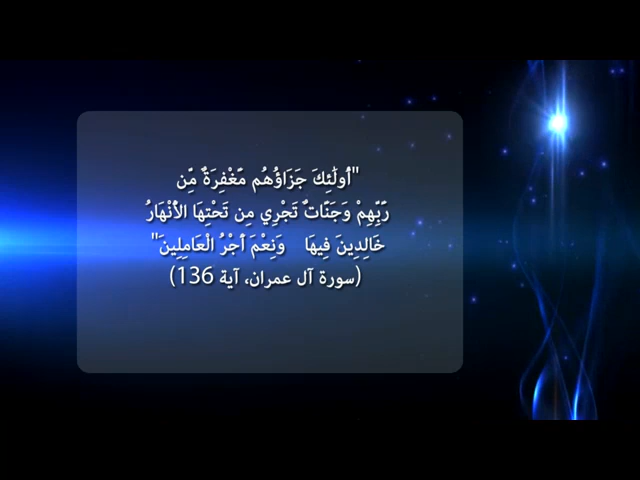 "أُولَٰئِكَ جَزَاؤُهُم مَّغْفِرَةٌ مِّن
رَّبِّهِمْ وَجَنَّاتٌ تَجْرِي مِن تَحْتِهَا الْأَنْهَارُ
خَالِدِينَ فِيهَا وَنِعْمَ أَجْرُ الْعَامِلِينَ"
(سورة آل عمران، آية 136)